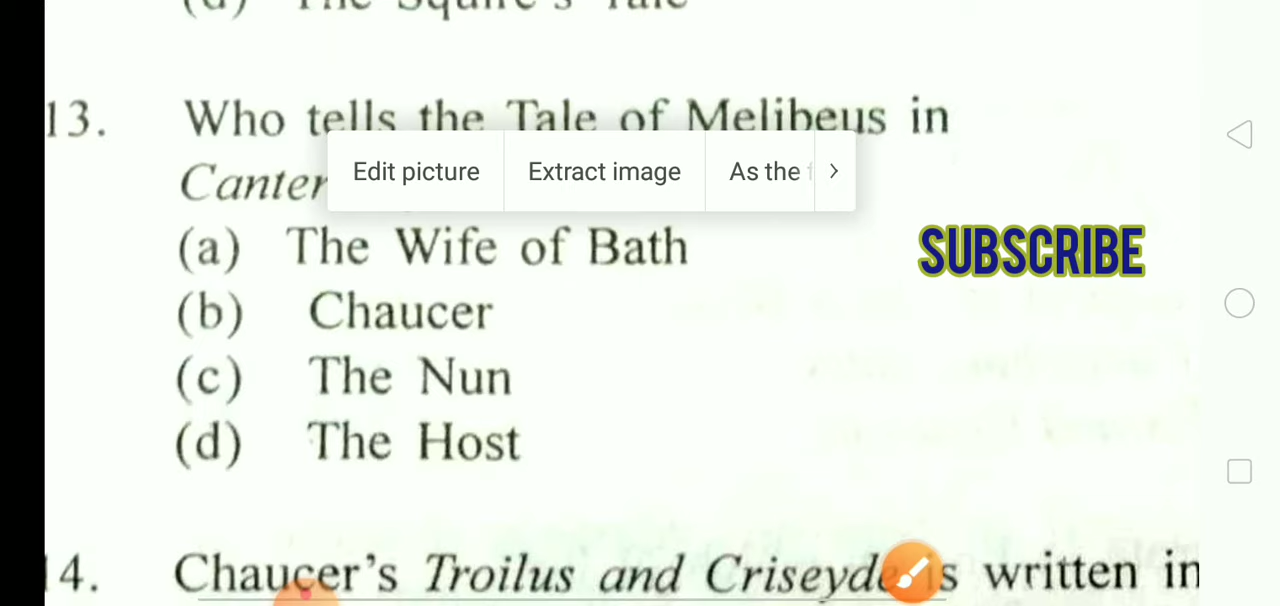 13. Who tells the Tale of Melibeus in
Canter
Edit picture Extract image As the
(a) The Wife of Bath
SUBSCRIBE
(b) Chaucer
(c) The Nun
(d) The Host
14. Chaucer's Troilus and Criseyde is written in